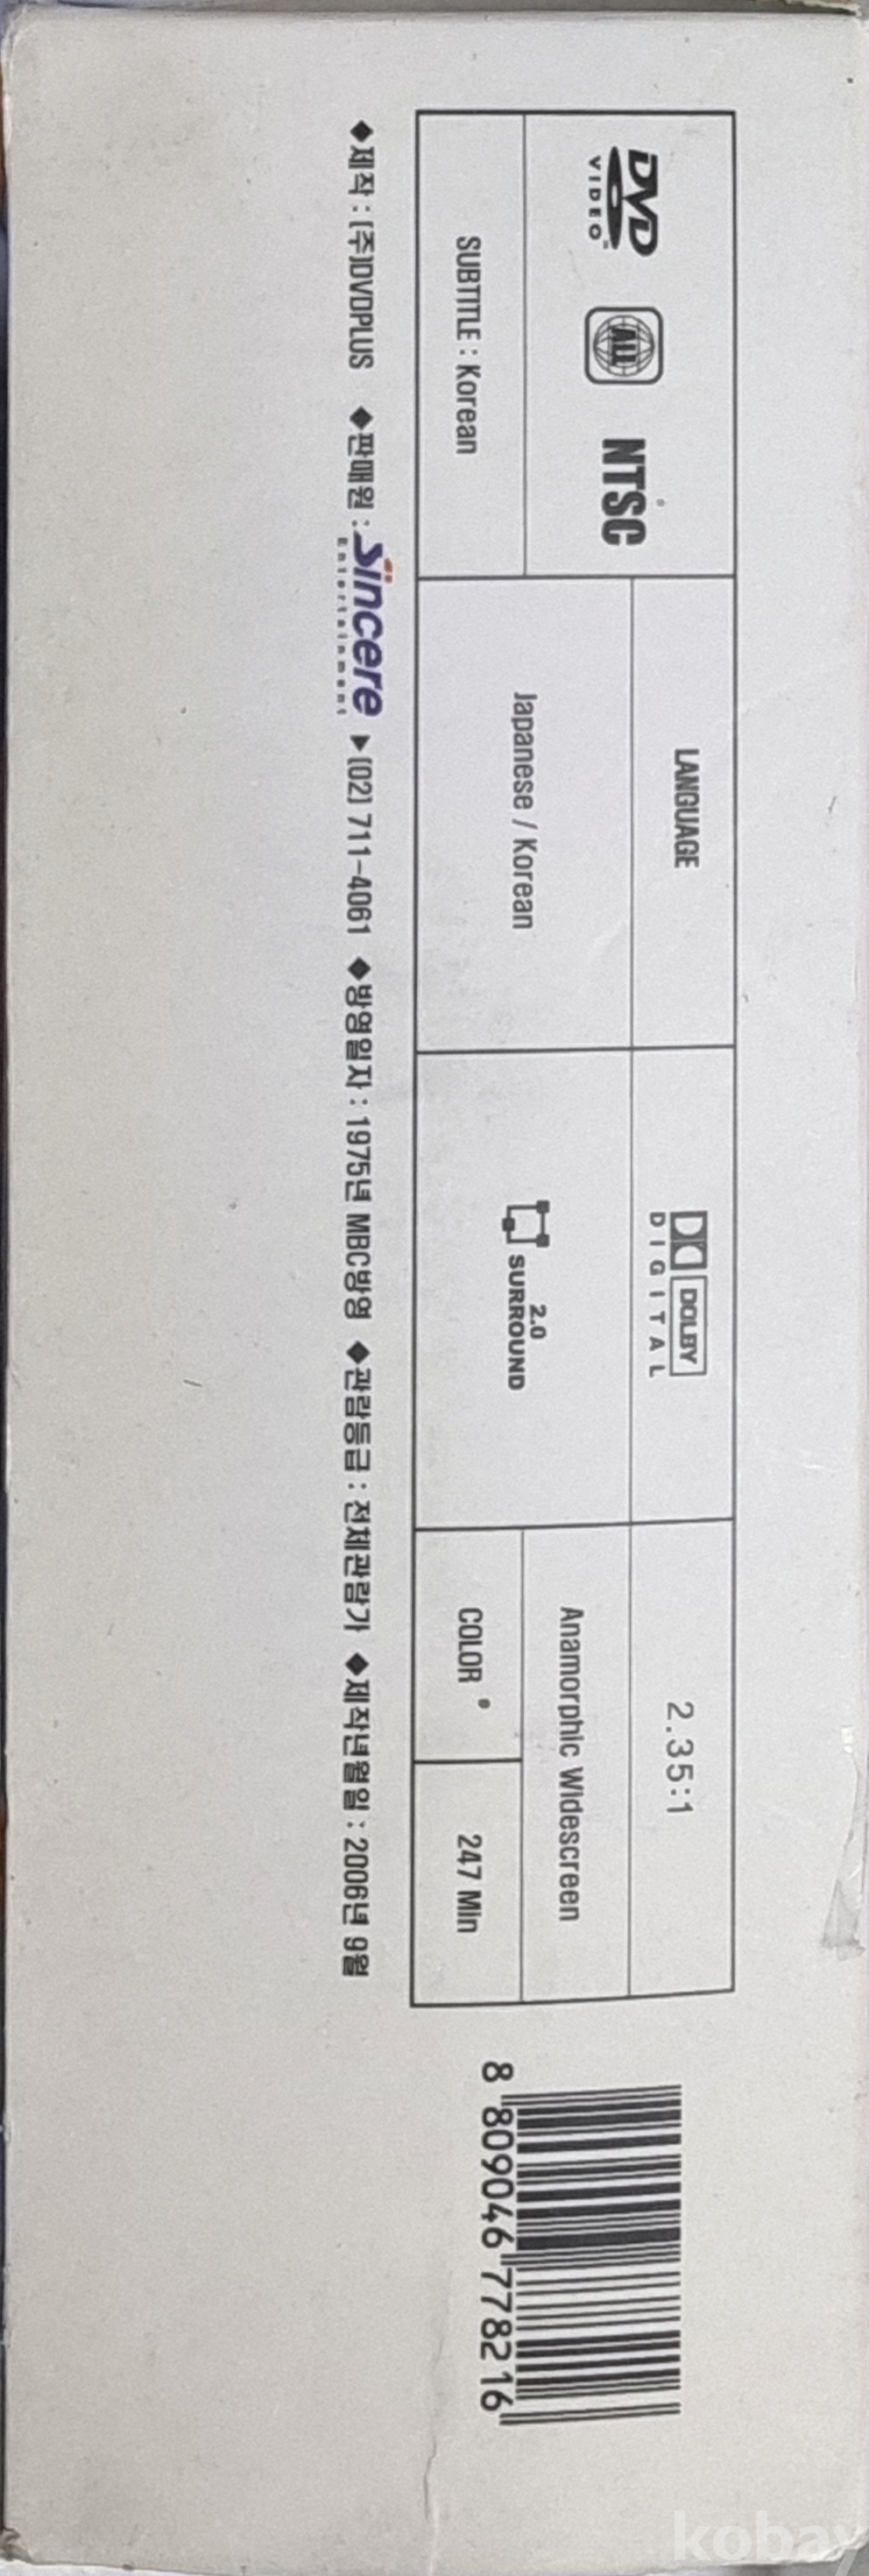 DVD
VIDEO™
ALL
NTSC
SUBTITLE : Korean
LANGUAGE
Japanese / Korean
DOLBY
DIGITAL
2.0
SURROUND
2.35:1
Anamorphic Widescreen
COLOR
247 Min
◆제작 : (주)DVDPLUS ◆판매원 : Sincere ▶(02) 711-4061 ◆방영일자 : 1975년 MBC방영 ◆관람등급 : 전체관람가 ◆제작년월일 : 2006년 9월
Entertainment
8 809046 778216
kobay